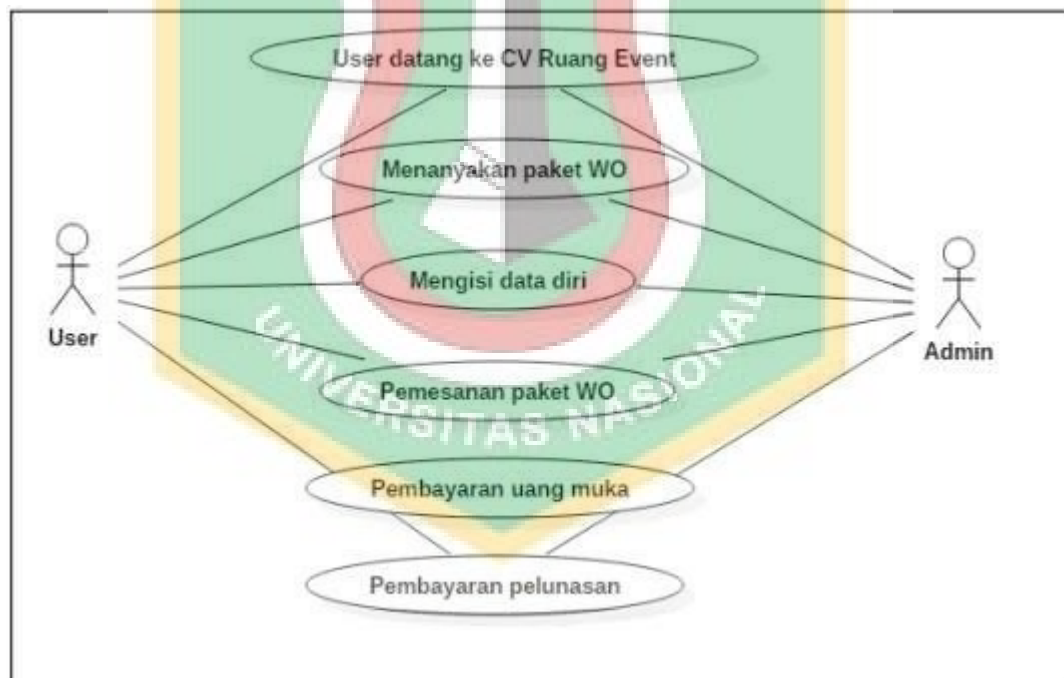 User datang ke CV Ruang Event
Menanyakan paket WO
Mengisi data diri
User
Admin
Pemesanan paket WO
UNIVERSITAS NASIONAL
Pembayaran uang muka
Pembayaran pelunasan